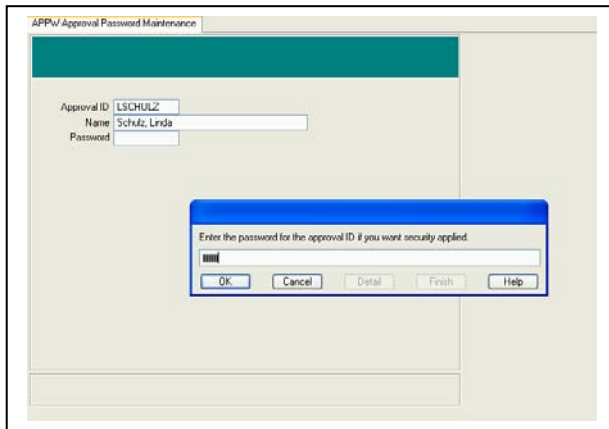 APPW-Approval Password Maintenance
Approval ID LSCHULZ
Name Schulz, Linda
Password
Enter the password for the approval ID if you want security applied.
OK Cancel Detail Finish Help